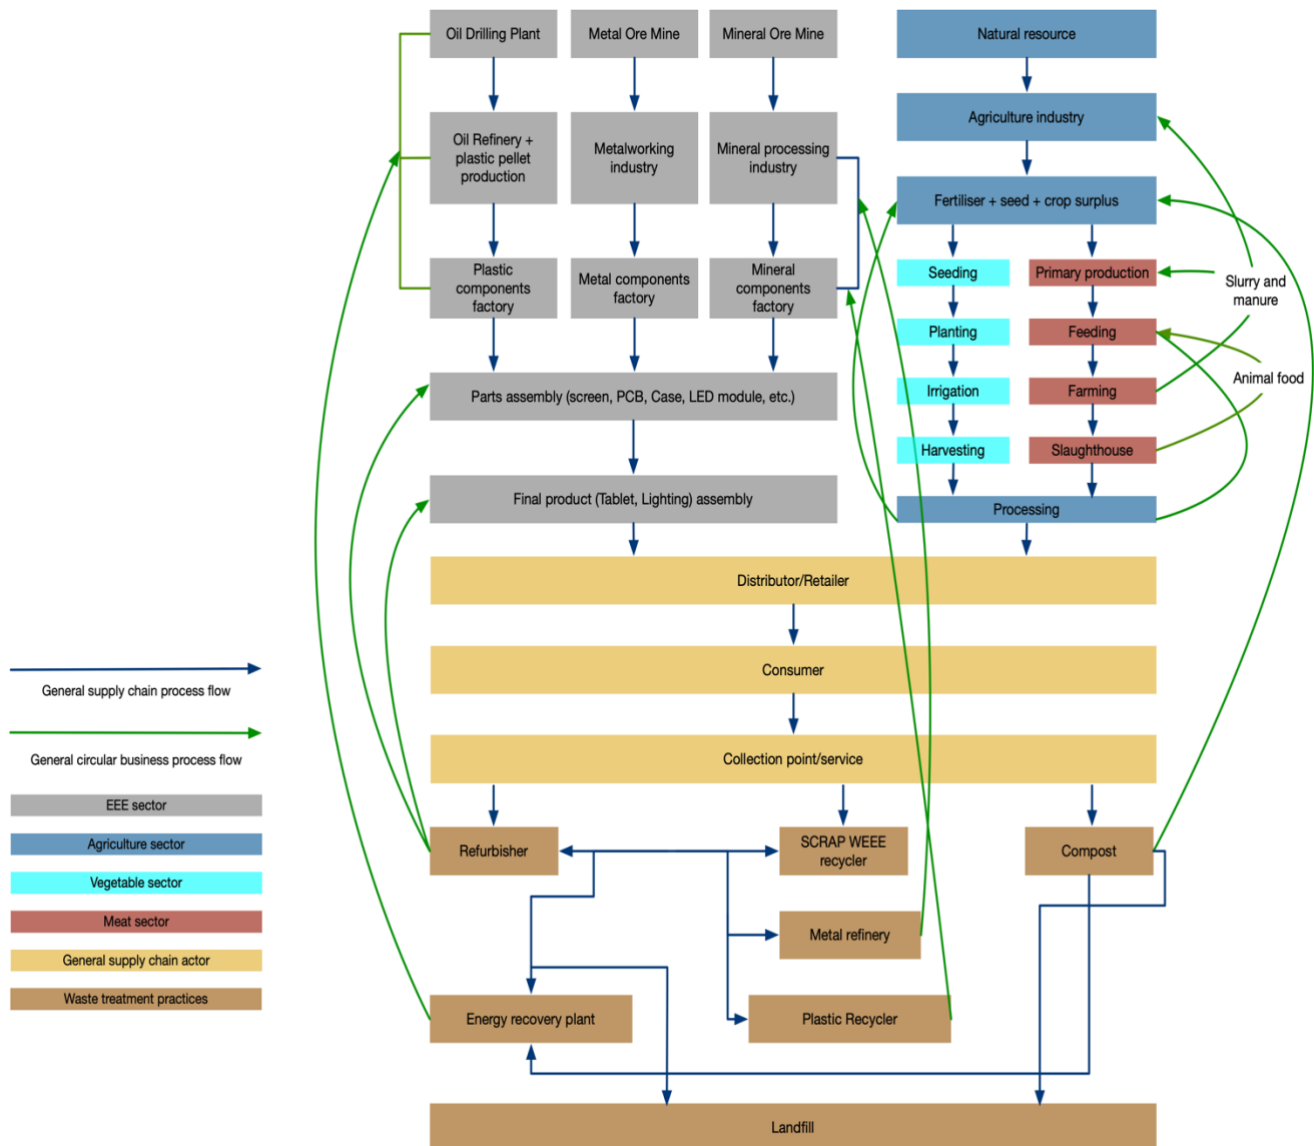 Oil Drilling Plant
Metal Ore Mine
Mineral Ore Mine
Natural resource
Agriculture industry
Oil Refinery +
plastic pellet
production
Metalworking
industry
Mineral processing
industry
Fertiliser + seed + crop surplus
Plastic
components
factory
Metal components
factory
Mineral
components
factory
Seeding
Primary production
Slurry and
manure
Planting
Feeding
Animal food
Parts assembly (screen, PCB, Case, LED module, etc.)
Irrigation
Farming
Harvesting
Slaughthouse
Final product (Tablet, Lighting) assembly
Processing
Distributor/Retailer
Consumer
Collection point/service
General supply chain process flow
General circular business process flow
EEE sector
Agriculture sector
Vegetable sector
Meat sector
General supply chain actor
Waste treatment practices
Refurbisher
SCRAP WEEE
recycler
Compost
Metal refinery
Energy recovery plant
Plastic Recycler
Landfill